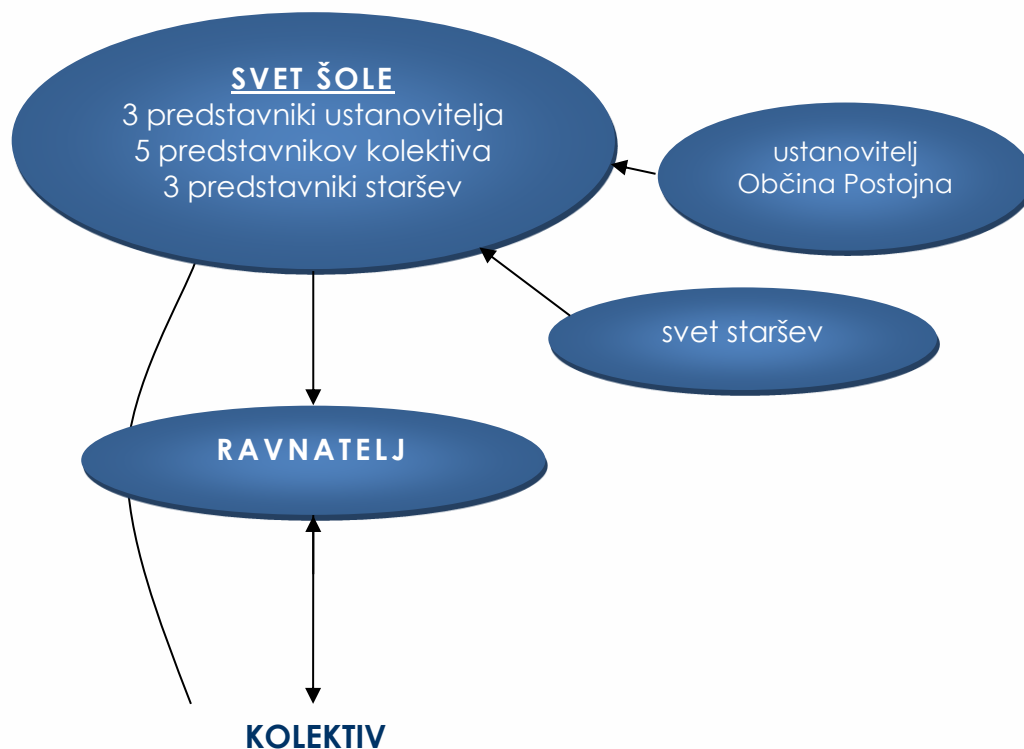 SVET ŠOLE
3 predstavniki ustanovitelja
5 predstavnikov kolektiva
3 predstavniki staršev
ustanovitelj
Občina Postojna
svet staršev
RAVNATELJ
KOLEKTIV